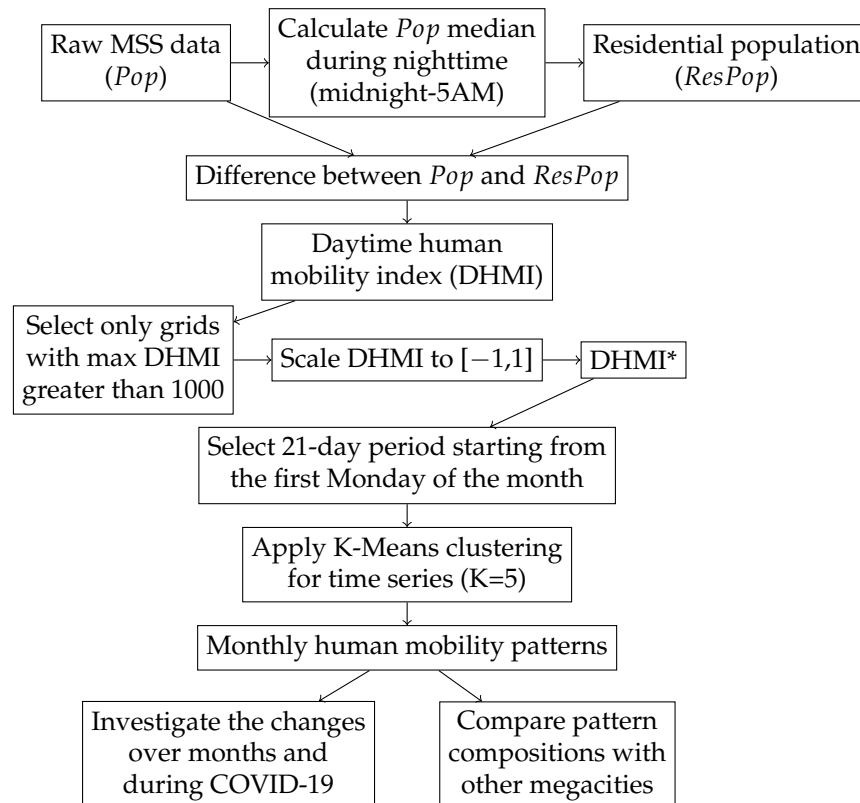 Raw MSS data
(Pop)
Calculate Pop median
during nighttime
(midnight-5AM)
Residential population
(ResPop)
Difference between Pop and ResPop
Daytime human
mobility index (DHMI)
Select only grids
with max DHMI
greater than 1000
Scale DHMI to [−1,1]
DHMI*
Select 21-day period starting from
the first Monday of the month
Apply K-Means clustering
for time series (K=5)
Monthly human mobility patterns
Investigate the changes
over months and
during COVID-19
Compare pattern
compositions with
other megacities